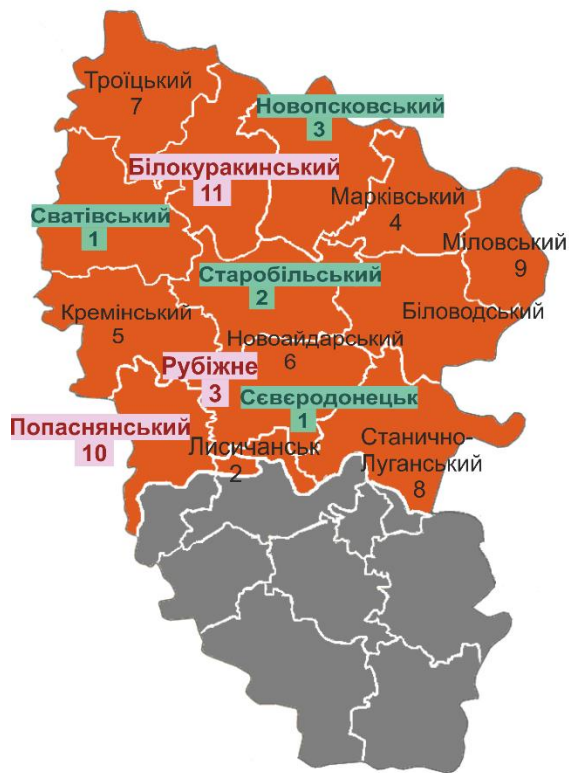 Троїцький
7
Новопсковський
3
Білокуракинський
11
Марківський
4
Сватівський
1
Міловський
9
Старобільський
2
Кремінський
5
Біловодський
Новоайдарський
6
Рубіжне
3
Сєвєродонецьк
1
Попаснянський
10
Лисичанськ
2
Станично-
Луганський
8